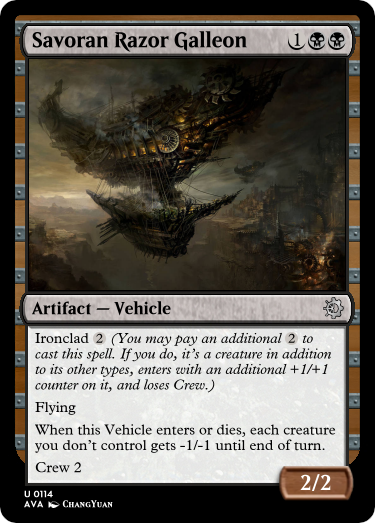 Savoran Razor Galleon 1
Artifact — Vehicle
Ironclad 2 (You may pay an additional 2 to
cast this spell. If you do, it's a creature in addition
to its other types, enters with an additional +1/+1
counter on it, and loses Crew.)
Flying
When this Vehicle enters or dies, each creature
you don't control gets -1/-1 until end of turn.
Crew 2
2/2
U 0114
AVA ChangYuan